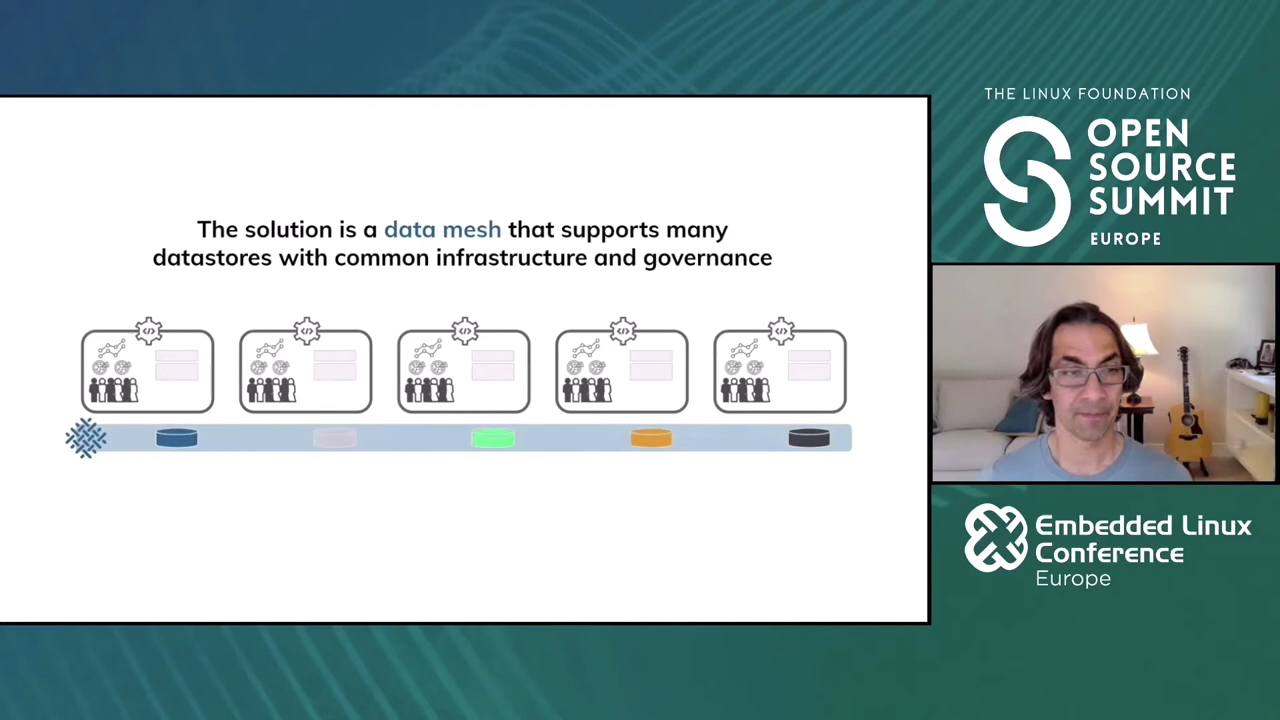 The solution is a data mesh that supports many
datastores with common infrastructure and governance
THE LINUX FOUNDATION
OPEN
SOURCE
SUMMIT
EUROPE
Embedded Linux
Conference
Europe